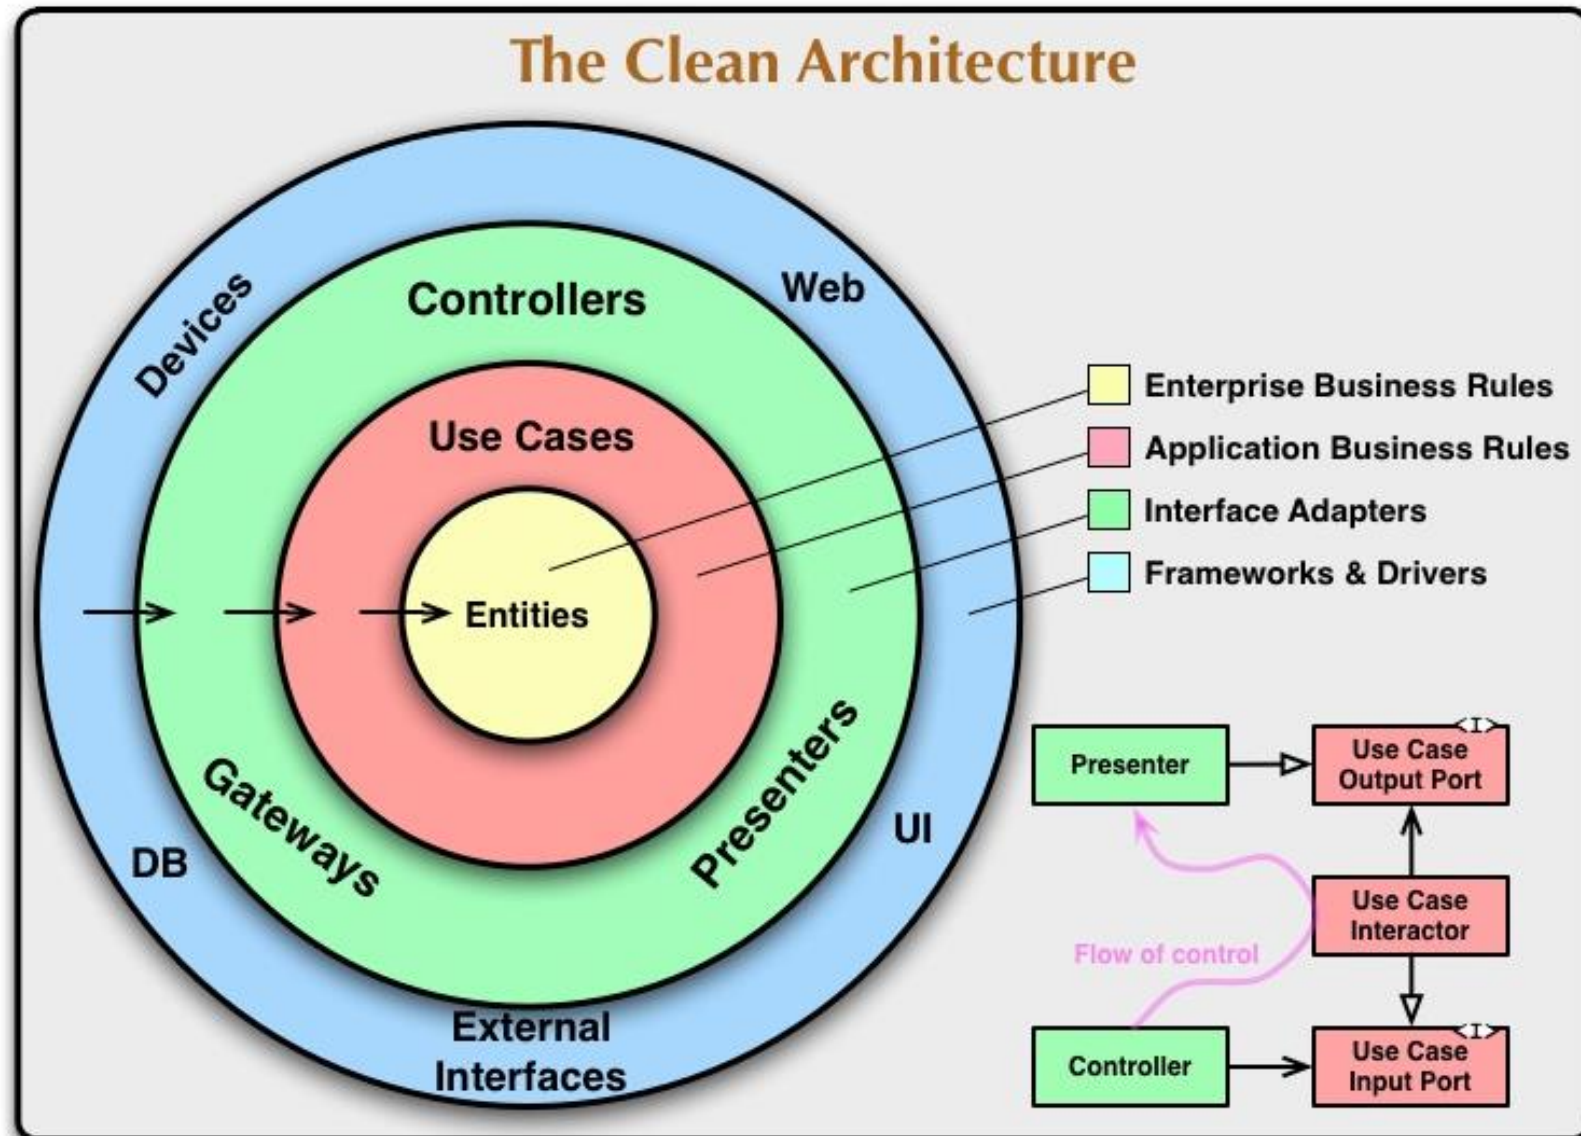 The Clean Architecture
Devices
Controllers
Web
Use Cases
Entities
Gateways
Presenters
DB
UI
External
Interfaces
Enterprise Business Rules
Application Business Rules
Interface Adapters
Frameworks & Drivers
Presenter
<I>
Use Case
Output Port
Use Case
Interactor
Flow of control
Controller
<I>
Use Case
Input Port